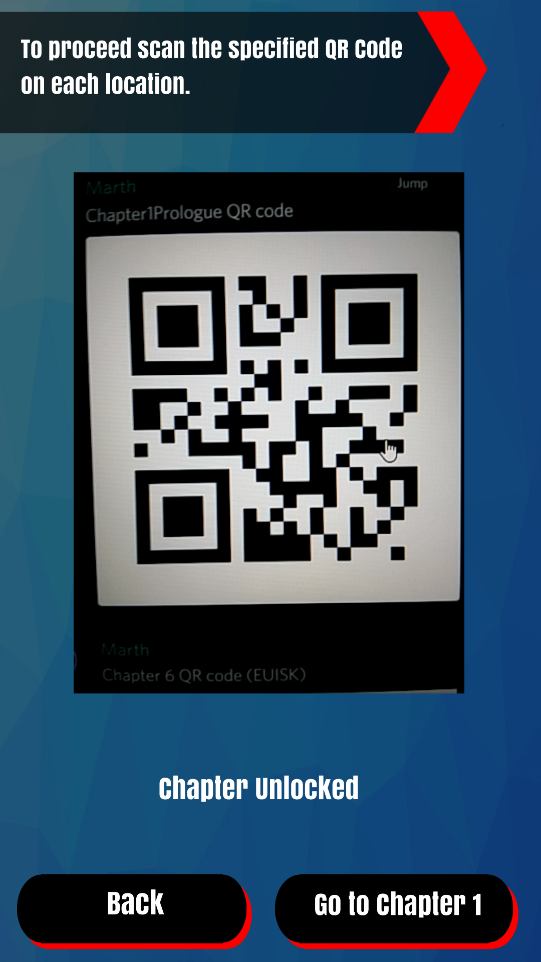 To proceed scan the specified QR Code
on each location.
Marth
Jump
Chapter1Prologue QR code
Marth
Chapter 6 QR code (EUISK)
Chapter Unlocked
Back
Go to Chapter 1